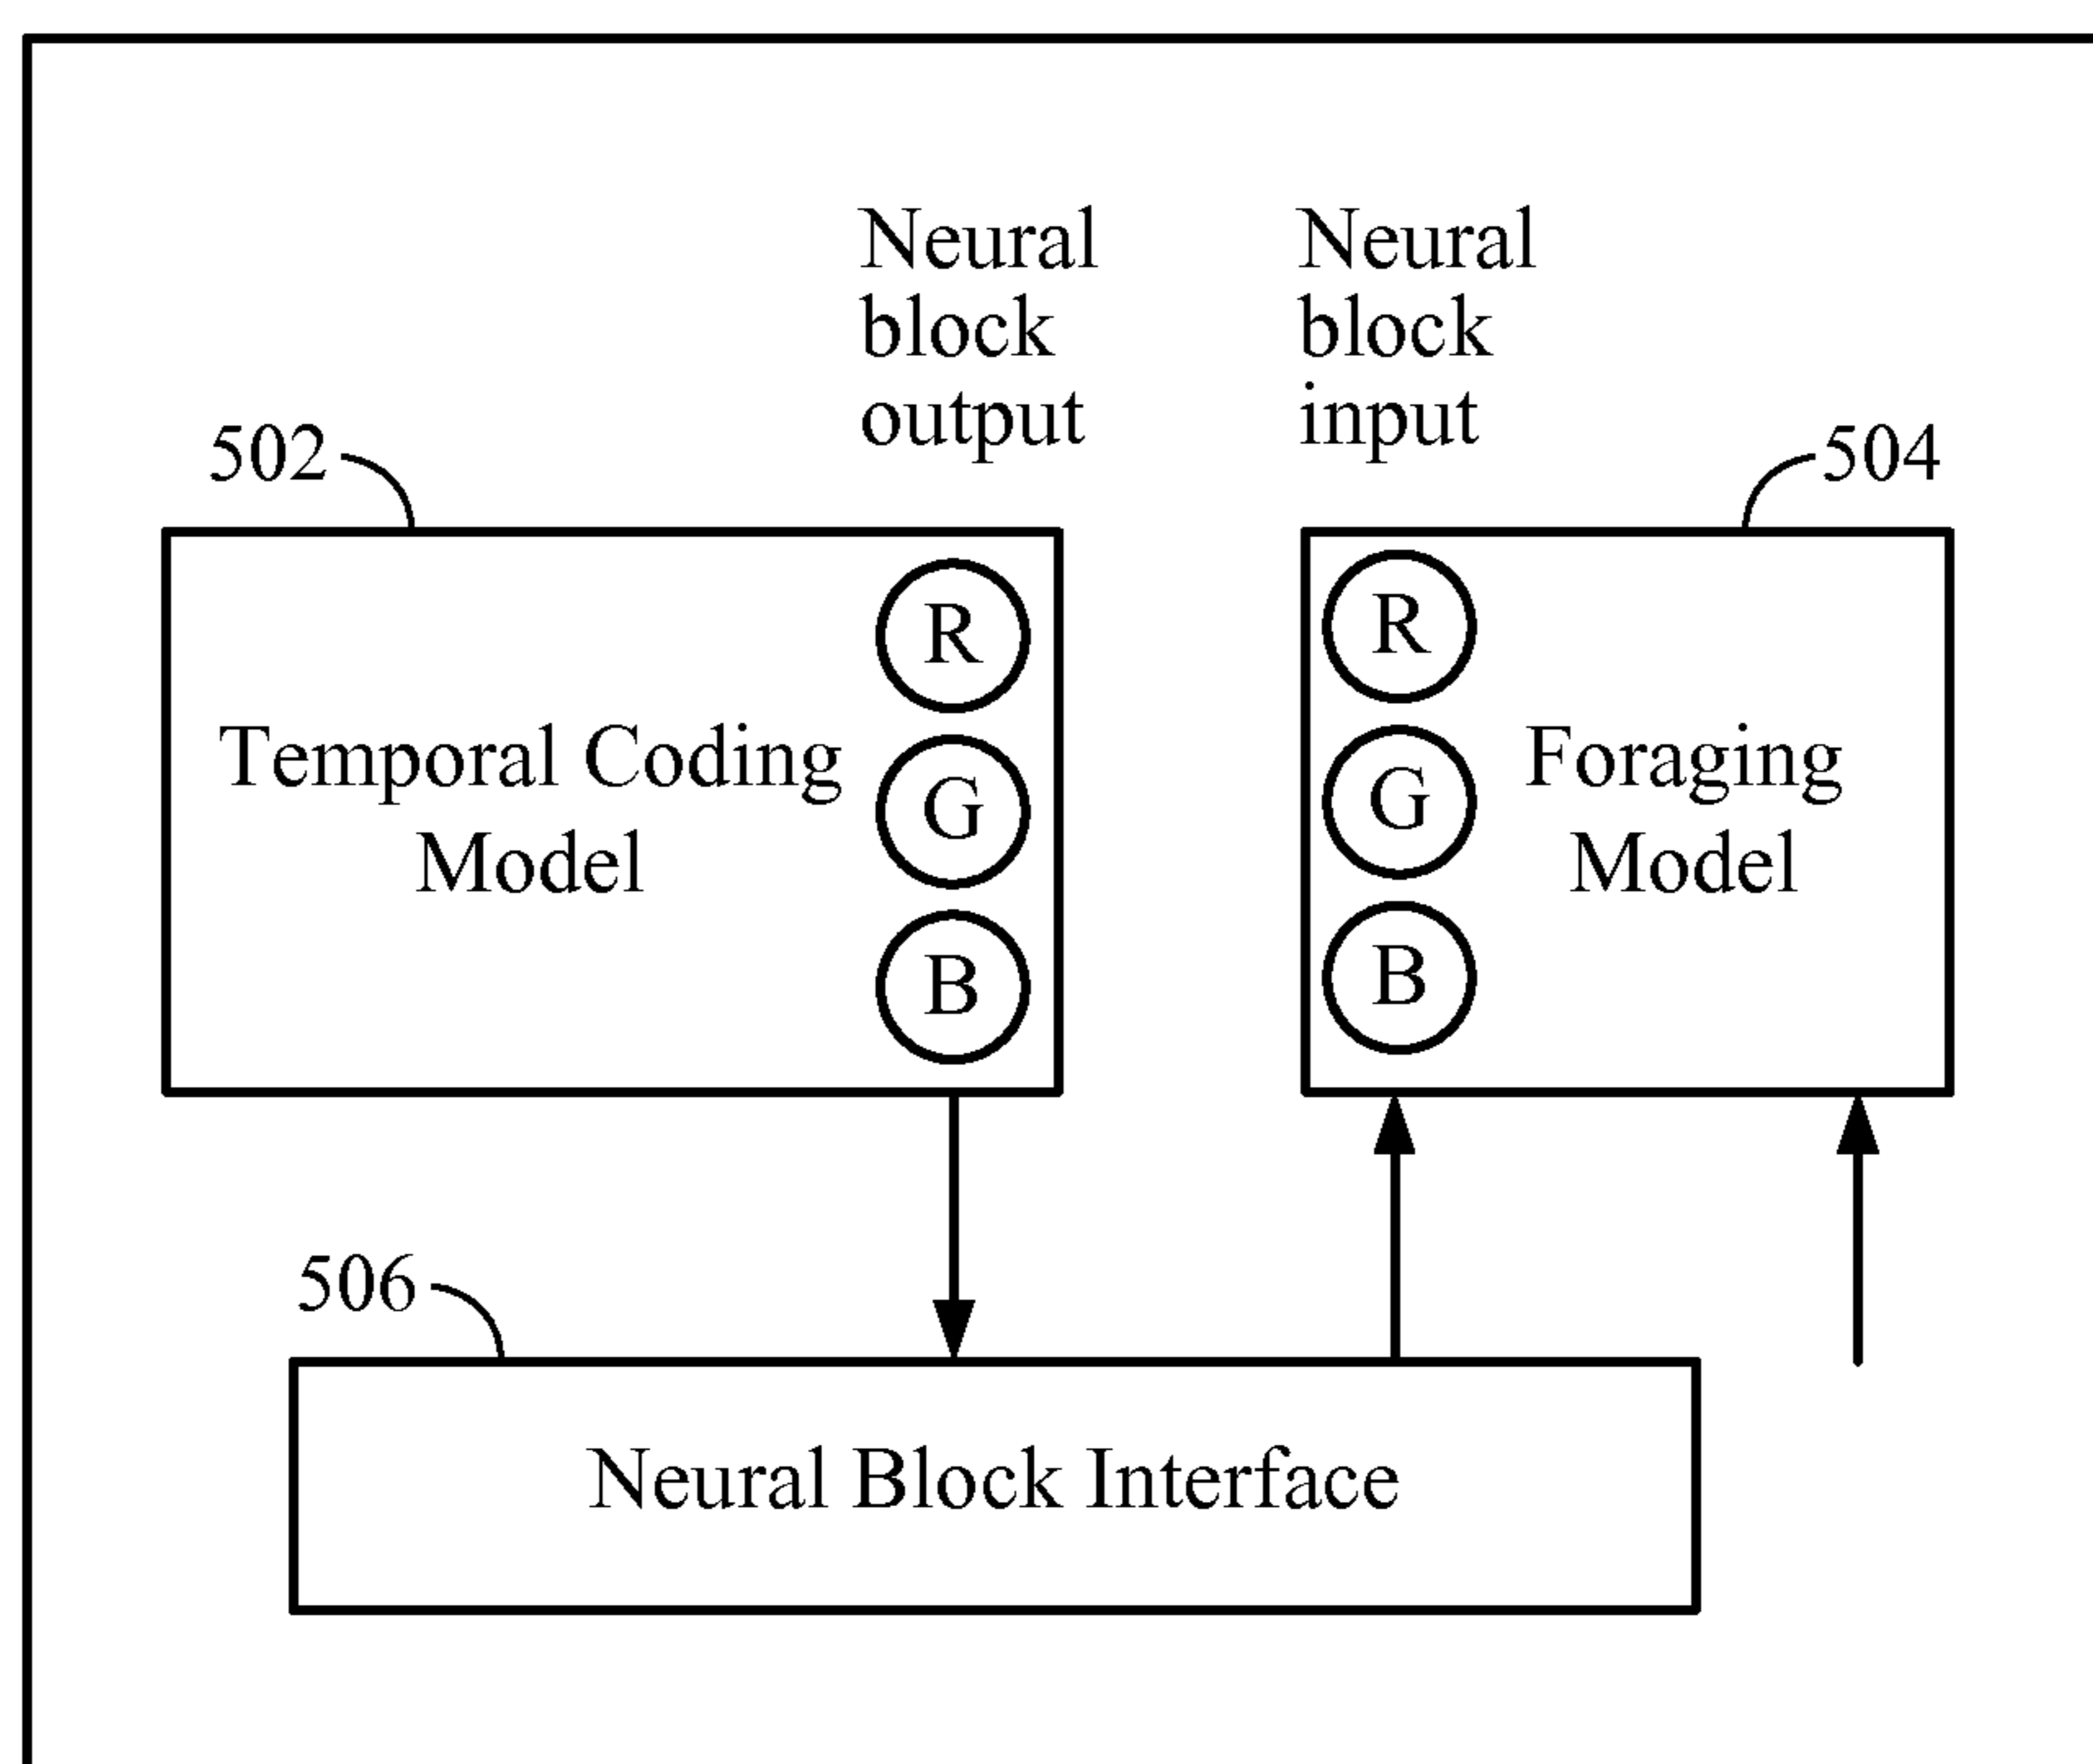 Neural
block
output
Neural
block
input
502
504
R
G
B
Temporal Coding
Model
R
G
B
Foraging
Model
506
Neural Block Interface